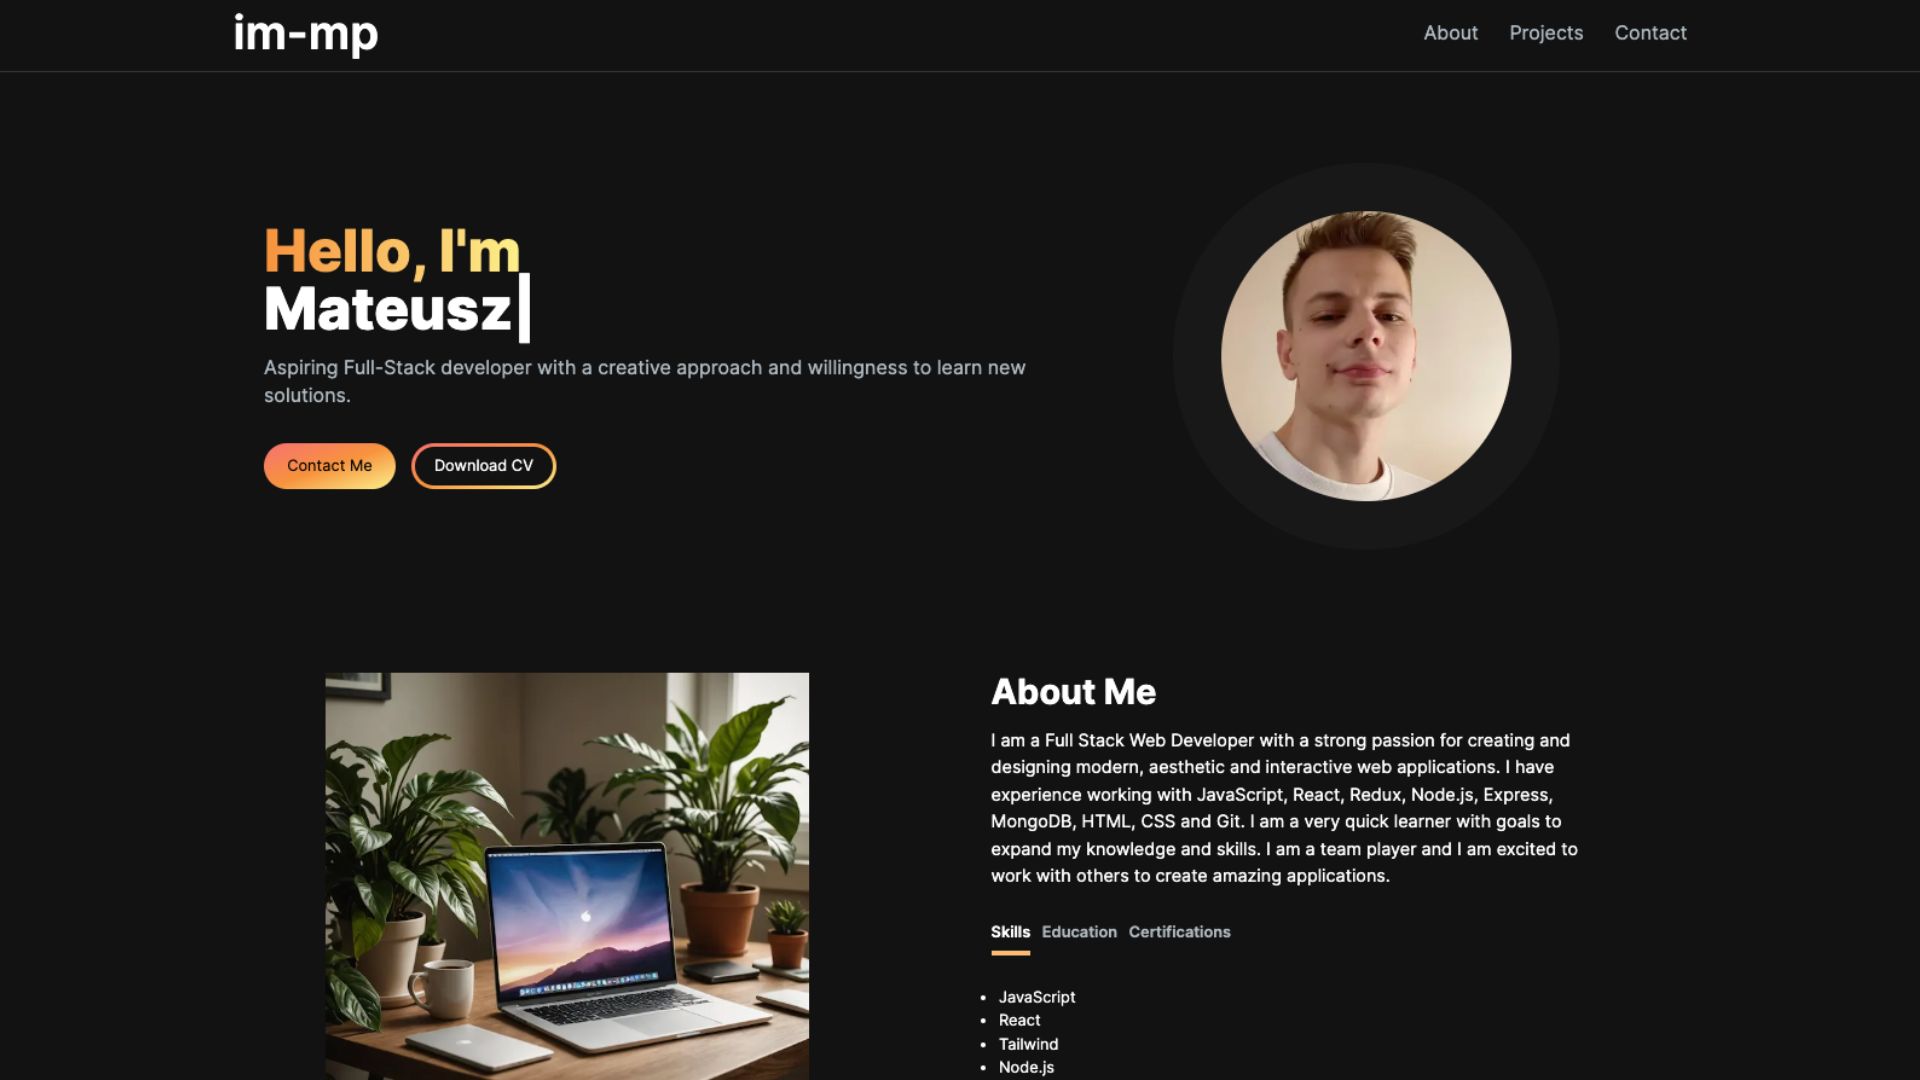 im-mp
About Projects Contact
Hello, I'm
Mateusz
Aspiring Full-Stack developer with a creative approach and willingness to learn new
solutions.
Contact Me Download CV
About Me
I am a Full Stack Web Developer with a strong passion for creating and
designing modern, aesthetic and interactive web applications. I have
experience working with JavaScript, React, Redux, Node.js, Express,
MongoDB, HTML, CSS and Git. I am a very quick learner with goals to
expand my knowledge and skills. I am a team player and I am excited to
work with others to create amazing applications.
Skills Education Certifications
• JavaScript
• React
• Tailwind
• Node.js